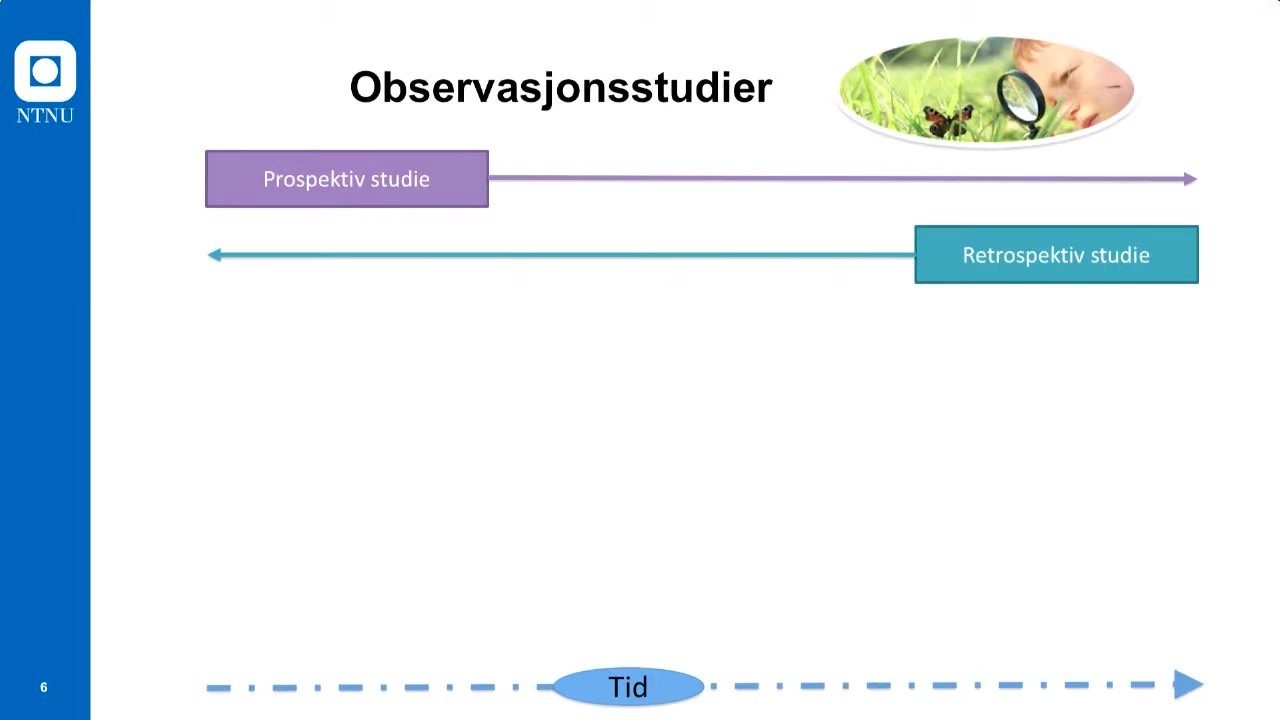 NTNU
Observasjonsstudier
Prospektiv studie
Retrospektiv studie
Tid
6